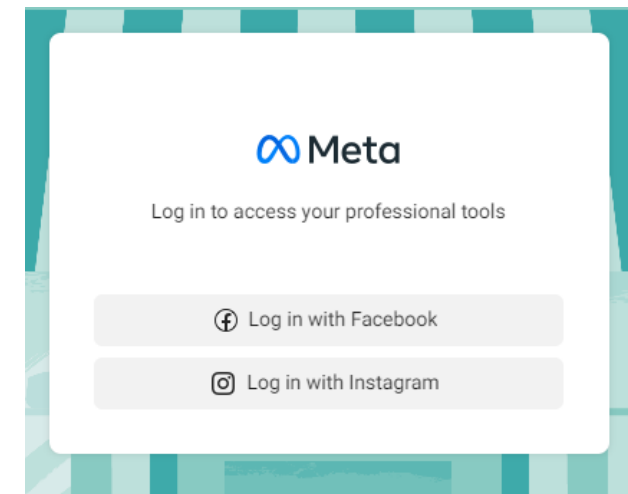 Meta
Log in to access your professional tools
Log in with Facebook
Log in with Instagram